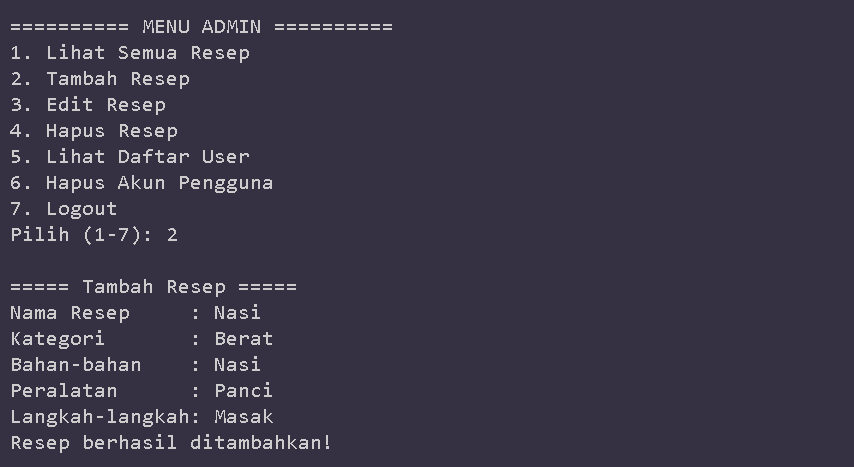 ========== MENU ADMIN ==========
1. Lihat Semua Resep
2. Tambah Resep
3. Edit Resep
4. Hapus Resep
5. Lihat Daftar User
6. Hapus Akun Pengguna
7. Logout
Pilih (1-7): 2
===== Tambah Resep =====
Nama Resep     : Nasi
Kategori       : Berat
Bahan-bahan    : Nasi
Peralatan      : Panci
Langkah-langkah: Masak
Resep berhasil ditambahkan!